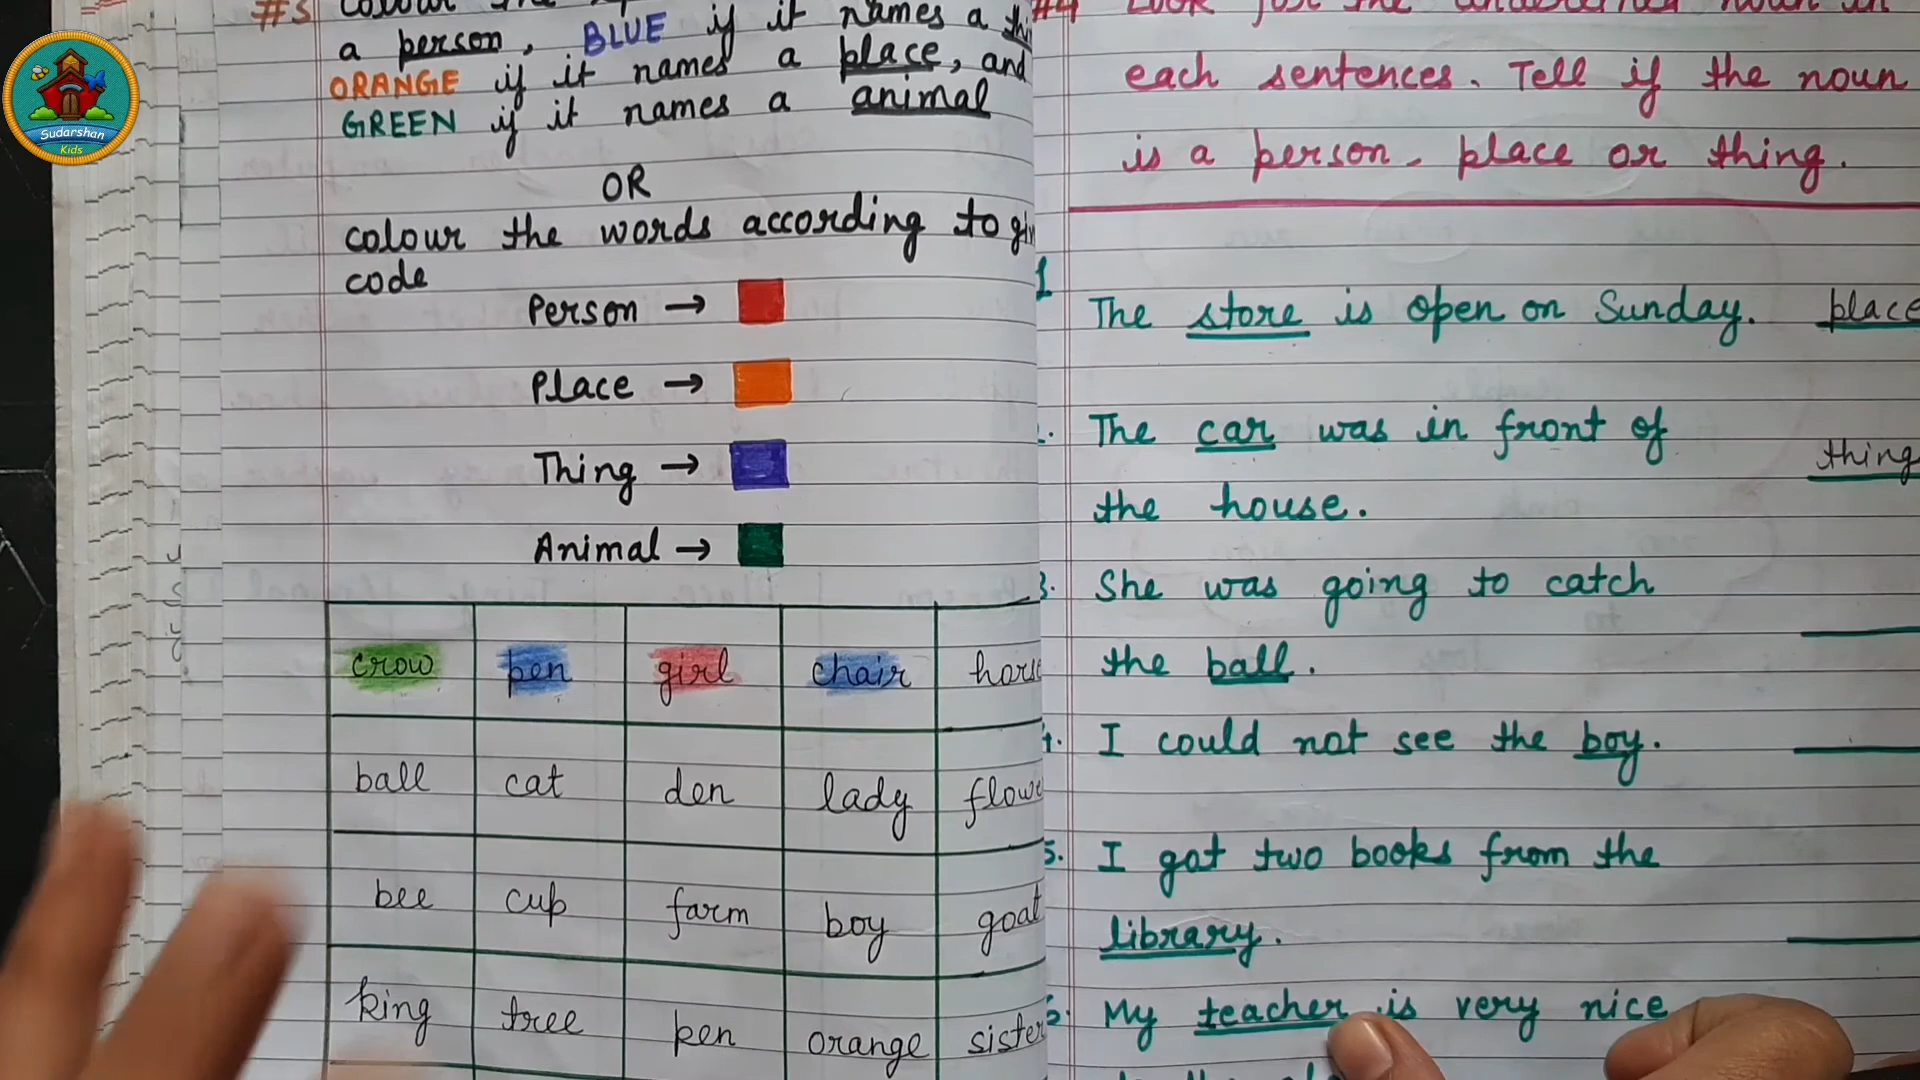 #3
a person, BLUE if it names a
ORANGE if it names a place, and
GREEN if it names a animal
OR
colour the words according to
code
Person →
Place →
Thing →
Animal →
crow pen girl chair
ball cat den lady
bee cup farm boy goat
king tree pen orange sister
#4
each sentences. Tell if the noun
is a person, place or thing.
1 The store is open on Sunday. place
The car was in front of thing
the house.
3. She was going to catch
the ball.
4. I could not see the boy.
5. I got two books from the
library.
6. My teacher is very nice
Sudarshan
Kids